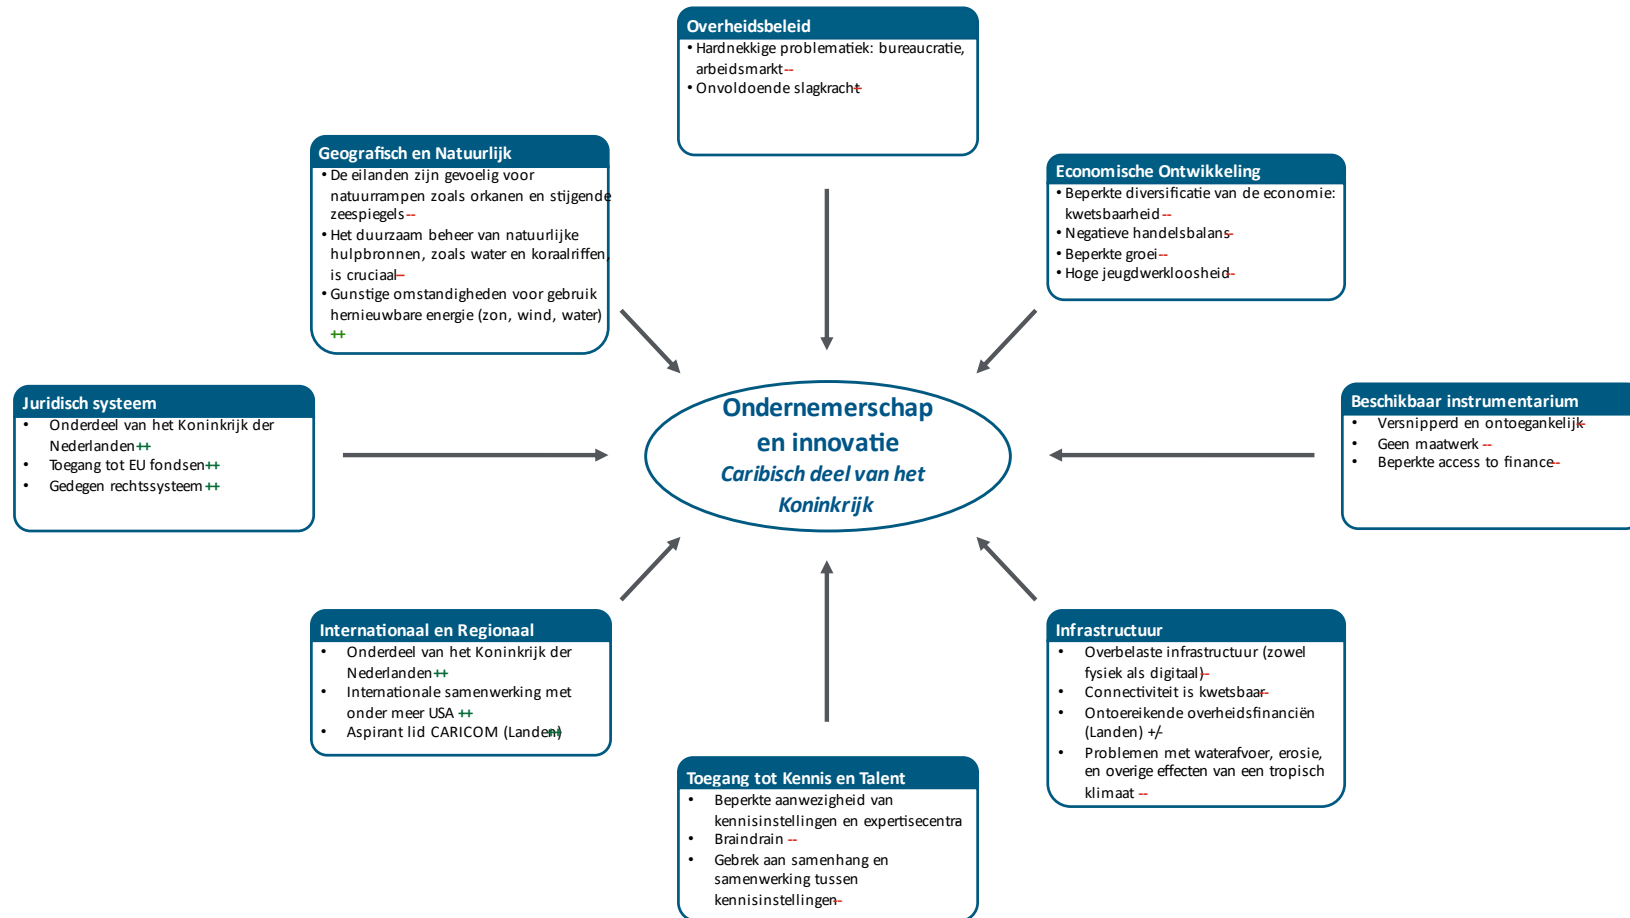 Overheidsbeleid
• Hardnekkige problematiek: bureaucratie,
arbeidsmarkt--
• Onvoldoende slagkracht--
Geografisch en Natuurlijk
• De eilanden zijn gevoelig voor
natuurrampen zoals orkanen en stijgende
zeespiegels--
• Het duurzaam beheer van natuurlijke
hulpbronnen, zoals water en koraalriffen,
is cruciaal--
• Gunstige omstandigheden voor gebruik
hernieuwbare energie (zon, wind, water)
++
Economische Ontwikkeling
• Beperkte diversificatie van de economie:
kwetsbaarheid --
• Negatieve handelsbalans--
• Beperkte groei--
• Hoge jeugdwerkloosheid--
Juridisch systeem
• Onderdeel van het Koninkrijk der
Nederlanden++
• Toegang tot EU fondsen++
• Gedegen rechtssysteem++
Ondernemerschap
en innovatie
Caribisch deel van het
Koninkrijk
Beschikbaar instrumentarium
• Versnipperd en ontoegankelijk--
• Geen maatwerk --
• Beperkte access to finance--
Internationaal en Regionaal
• Onderdeel van het Koninkrijk der
Nederlanden++
• Internationale samenwerking met
onder meer USA ++
• Aspirant lid CARICOM (Landen)++
Infrastructuur
• Overbelaste infrastructuur (zowel
fysiek als digitaal)--
• Connectiviteit is kwetsbaar--
• Ontoereikende overheidsfinanciën
(Landen) +/-
• Problemen met waterafvoer, erosie,
en overige effecten van een tropisch
klimaat --
Toegang tot Kennis en Talent
• Beperkte aanwezigheid van
kennisinstellingen en expertisecentra
• Braindrain --
• Gebrek aan samenhang en
samenwerking tussen
kennisinstellingen--